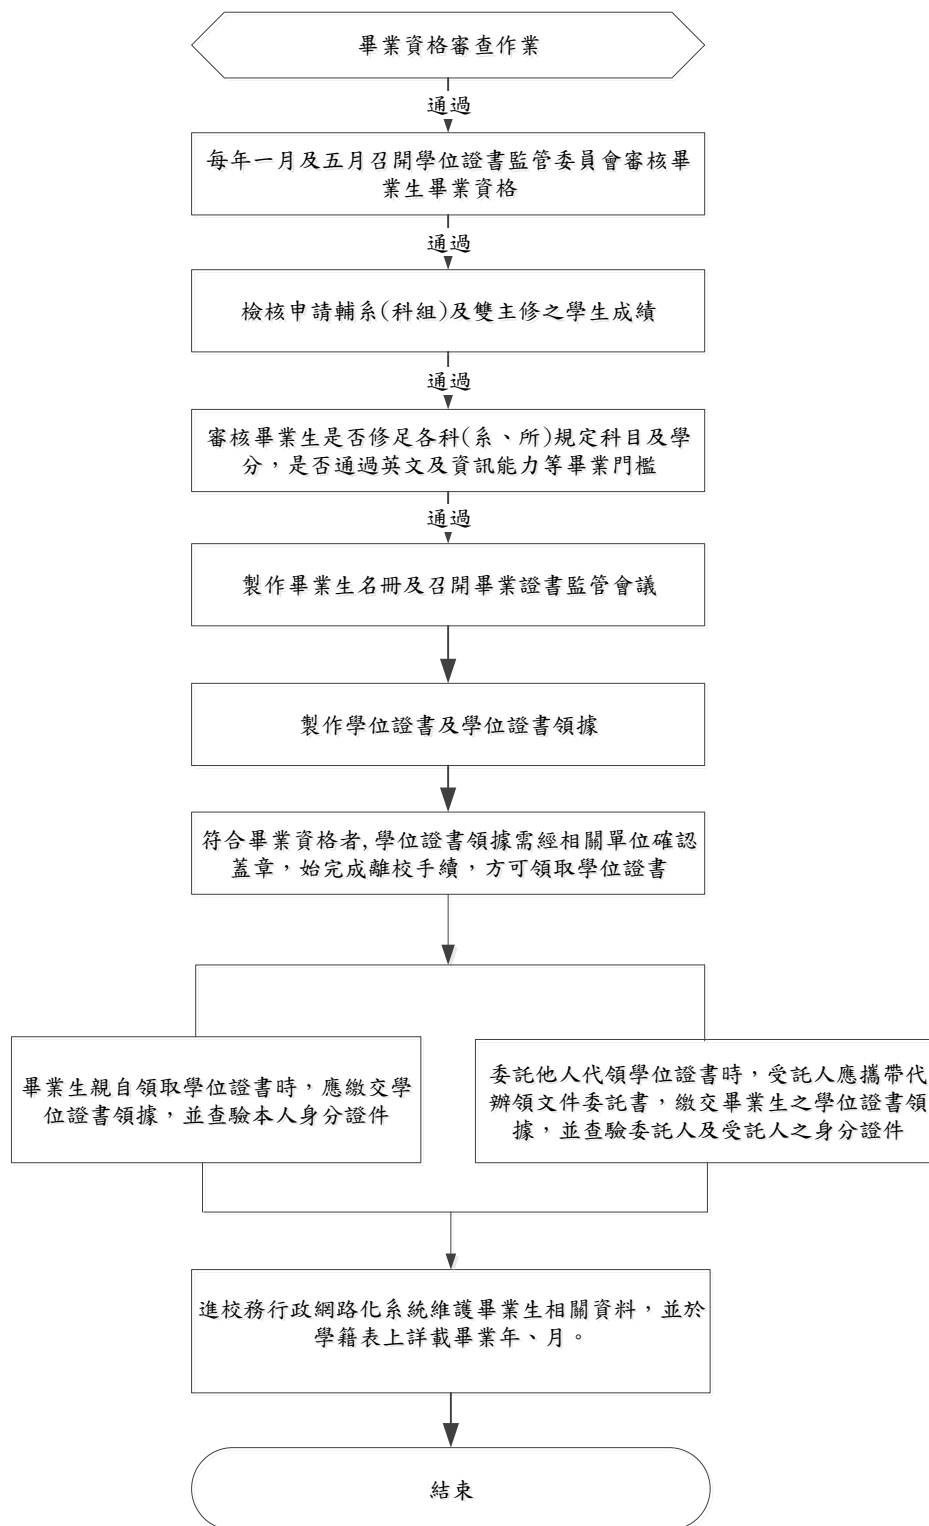 畢業資格審查作業
通過
每年一月及五月召開學位證書監管委員會審核畢
業生畢業資格
通過
檢核申請輔系(科組)及雙主修之學生成績
通過
審核畢業生是否修足各科(系、所)規定科目及學
分，是否通過英文及資訊能力等畢業門檻
通過
製作畢業生名冊及召開畢業證書監管會議
製作學位證書及學位證書領據
符合畢業資格者,學位證書領據需經相關單位確認
蓋章，始完成離校手續，方可領取學位證書
畢業生親自領取學位證書時，應繳交學
位證書領據，並查驗本人身分證件
委託他人代領學位證書時，受託人應攜帶代
辦領文件委託書，繳交畢業生之學位證書領
據，並查驗委託人及受託人之身分證件
進校務行政網路化系統維護畢業生相關資料，並於
學籍表上詳載畢業年、月。
結束